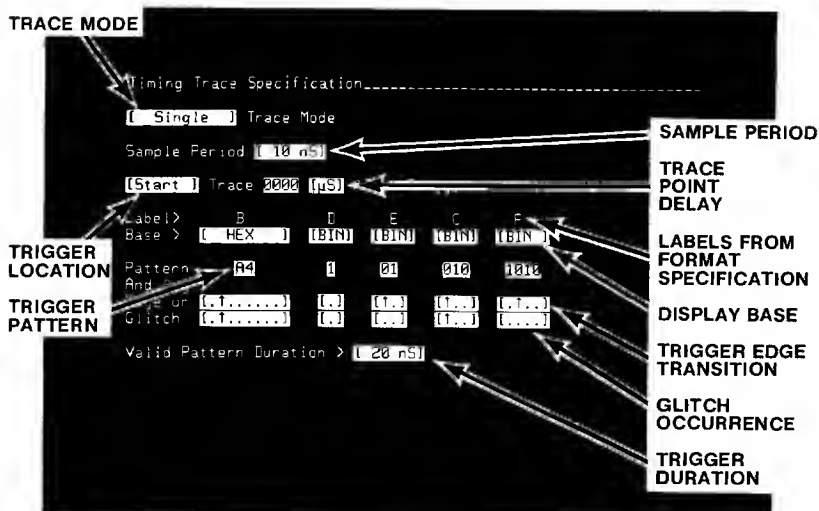 TRACE MODE
Timing Trace Specification
[ Single ] Trace Mode
Sample Period [ 10 nS]
[Start ] Trace 0000 [µS]
Label> B D E C F
Base > [ HEX ] [BIN] [BIN] [BIN] [BIN ]
Pattern A4 1 01 010 1010
And
or [.↑......] [.] [↑.] [↑..] [.↑..]
Glitch [.↑......] [.] [..] [↑..] [....]
Valid Pattern Duration > [ 20 nS]
TRIGGER
LOCATION
TRIGGER
PATTERN
SAMPLE PERIOD
TRACE
POINT
DELAY
LABELS FROM
FORMAT
SPECIFICATION
DISPLAY BASE
TRIGGER EDGE
TRANSITION
GLITCH
OCCURRENCE
TRIGGER
DURATION